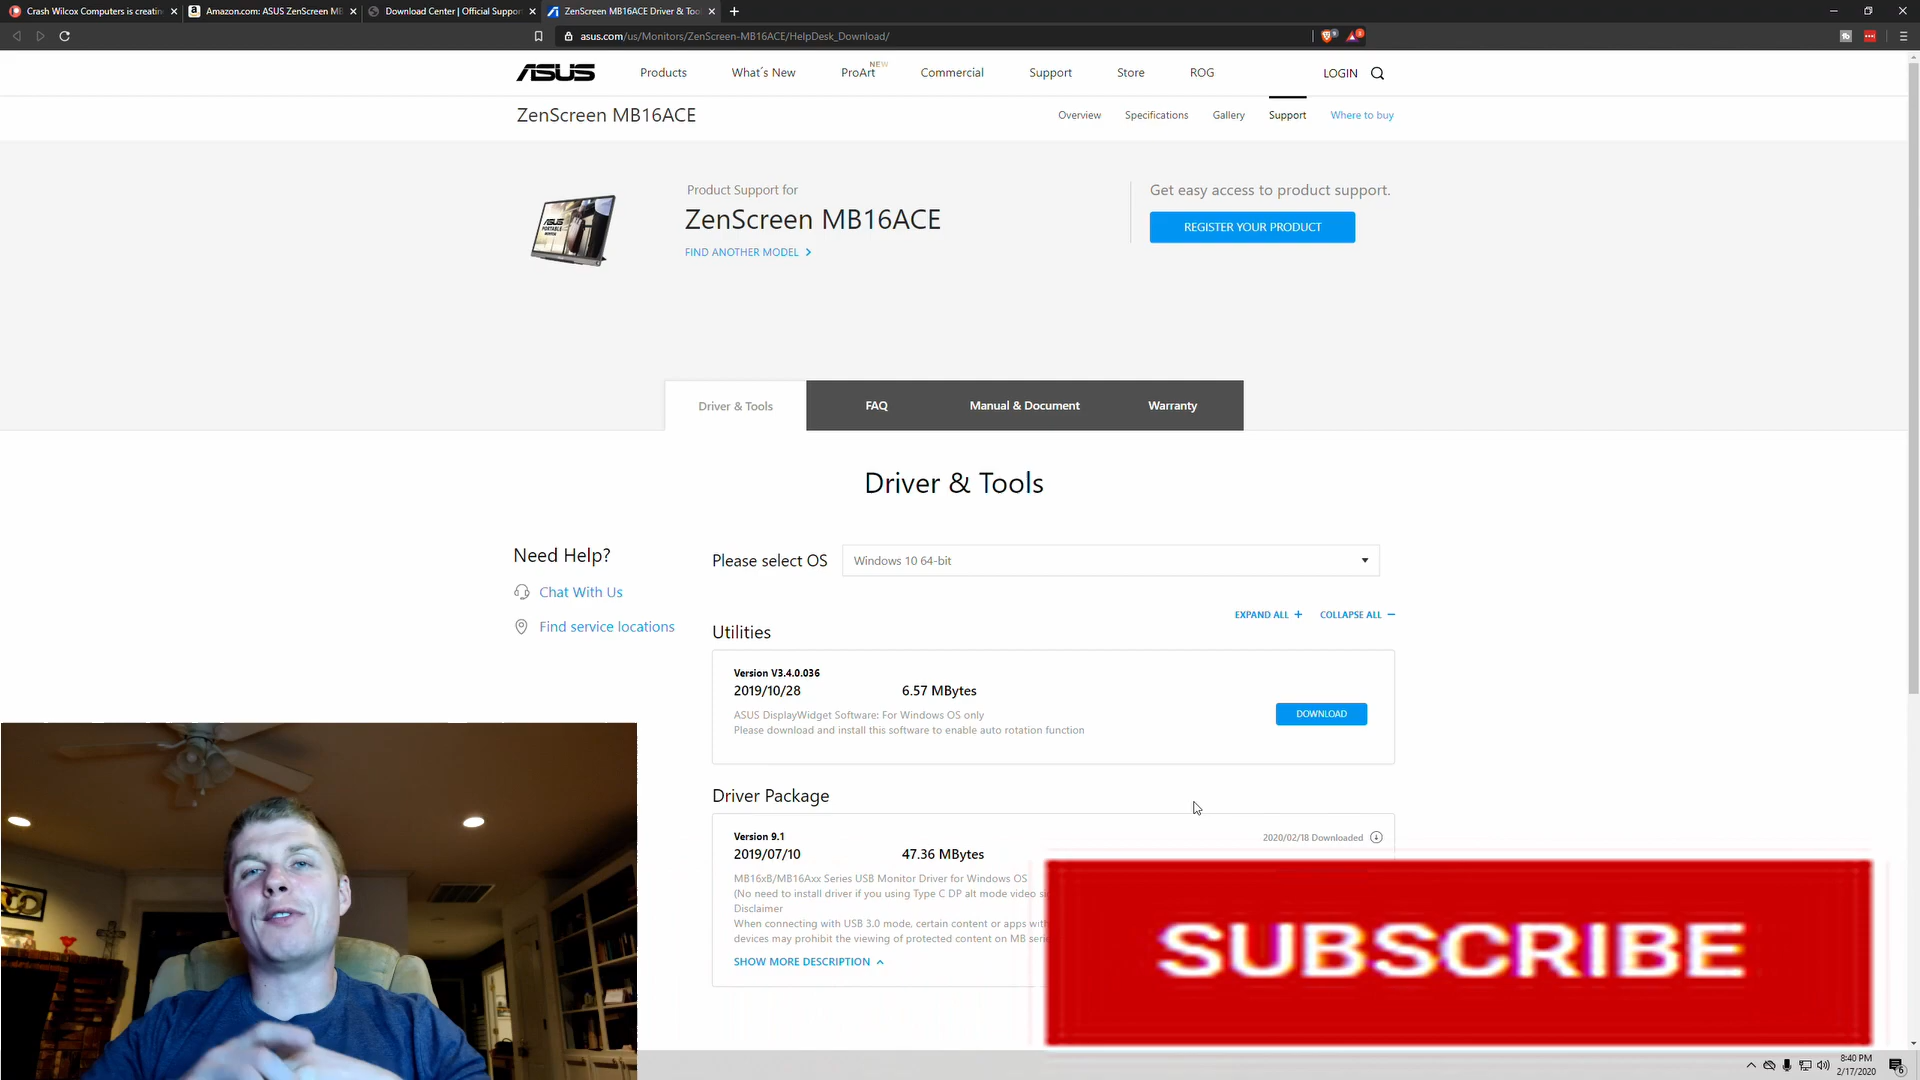 Crash Wilcox Computers is creatin
Amazon.com: ASUS ZenScreen MB
Download Center | Official Suppor
ZenScreen MB16ACE Driver & Too
asus.com/us/Monitors/ZenScreen-MB16ACE/HelpDesk_Download/
ASUS
Products
What´s New
ProArt
NEW
Commercial
Support
Store
ROG
LOGIN
ZenScreen MB16ACE
Overview
Specifications
Gallery
Support
Where to buy
Product Support for
ZenScreen MB16ACE
FIND ANOTHER MODEL
Get easy access to product support.
REGISTER YOUR PRODUCT
Driver & Tools
FAQ
Manual & Document
Warranty
Driver & Tools
Need Help?
Chat With Us
Find service locations
Please select OS
Windows 10 64-bit
EXPAND ALL +
COLLAPSE ALL −
Utilities
Version V3.4.0.036
2019/10/28
6.57 MBytes
ASUS DisplayWidget Software: For Windows OS only
Please download and install this software to enable auto rotation function
DOWNLOAD
Driver Package
Version 9.1
2020/02/18 Downloaded
2019/07/10
47.36 MBytes
MB16xB/MB16Axx Series USB Monitor Driver for Windows OS
(No need to install driver if you using Type C DP alt mode video si
Disclaimer
When connecting with USB 3.0 mode, certain content or apps with
devices may prohibit the viewing of protected content on MB serie
SHOW MORE DESCRIPTION
SUBSCRIBE
8:40 PM
2/17/2020